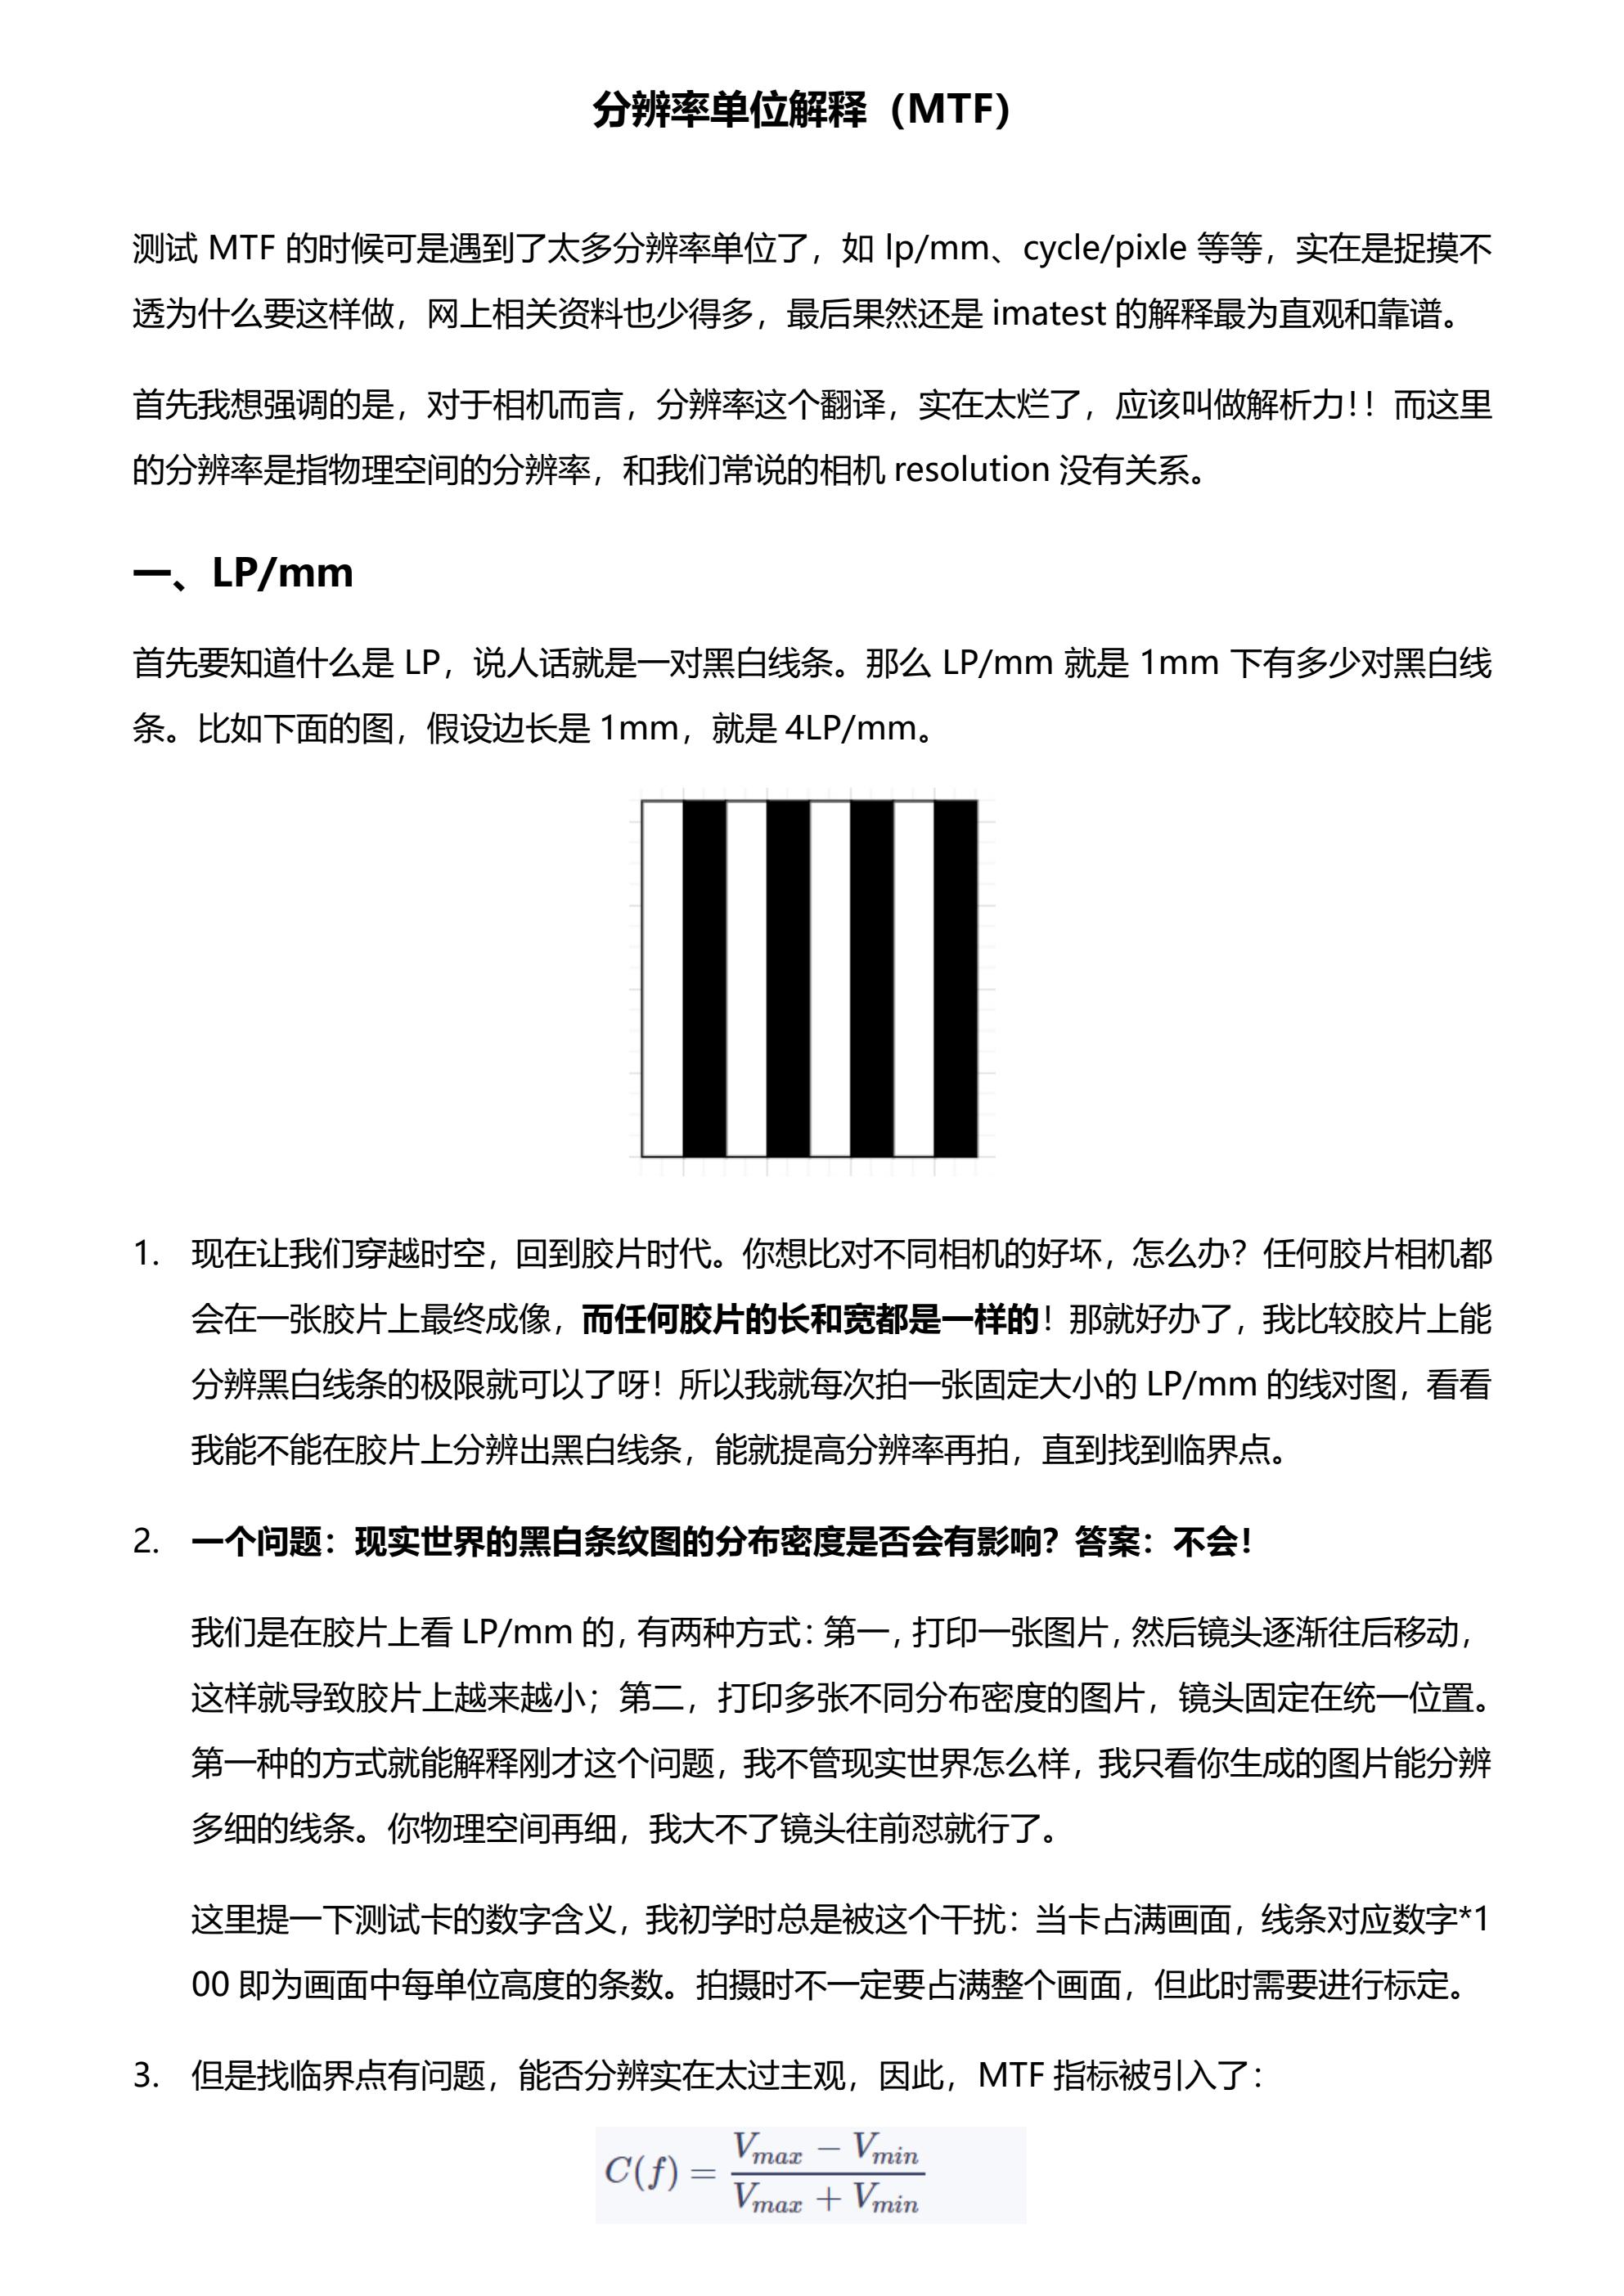 分辨率单位解释（MTF）
测试 MTF 的时候可是遇到了太多分辨率单位了，如 lp/mm、cycle/pixle 等等，实在是捉摸不
透为什么要这样做，网上相关资料也少得多，最后果然还是 imatest 的解释最为直观和靠谱。
首先我想强调的是，对于相机而言，分辨率这个翻译，实在太烂了，应该叫做解析力！！而这里
的分辨率是指物理空间的分辨率，和我们常说的相机 resolution 没有关系。
一、LP/mm
首先要知道什么是 LP，说人话就是一对黑白线条。那么 LP/mm 就是 1mm 下有多少对黑白线
条。比如下面的图，假设边长是 1mm，就是 4LP/mm。
1. 现在让我们穿越时空，回到胶片时代。你想比对不同相机的好坏，怎么办？任何胶片相机都
会在一张胶片上最终成像，而任何胶片的长和宽都是一样的！那就好办了，我比较胶片上能
分辨黑白线条的极限就可以了呀！所以我就每次拍一张固定大小的 LP/mm 的线对图，看看
我能不能在胶片上分辨出黑白线条，能就提高分辨率再拍，直到找到临界点。
2. 一个问题：现实世界的黑白条纹图的分布密度是否会有影响？答案：不会！
我们是在胶片上看 LP/mm 的，有两种方式：第一，打印一张图片，然后镜头逐渐往后移动，
这样就导致胶片上越来越小；第二，打印多张不同分布密度的图片，镜头固定在统一位置。
第一种的方式就能解释刚才这个问题，我不管现实世界怎么样，我只看你生成的图片能分辨
多细的线条。你物理空间再细，我大不了镜头往前怼就行了。
这里提一下测试卡的数字含义，我初学时总是被这个干扰：当卡占满画面，线条对应数字*1
00 即为画面中每单位高度的条数。拍摄时不一定要占满整个画面，但此时需要进行标定。
3. 但是找临界点有问题，能否分辨实在太过主观，因此，MTF 指标被引入了：
C(f) = \frac{V_{max} - V_{min}}{V_{max} + V_{min}}